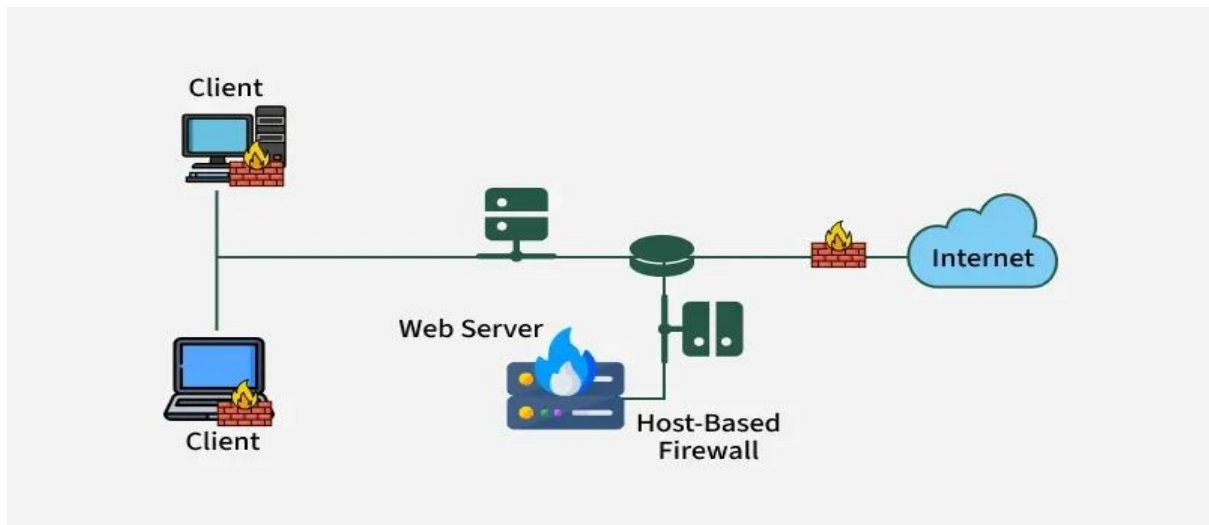 Client
Internet
Web Server
Host-Based
Firewall
Client